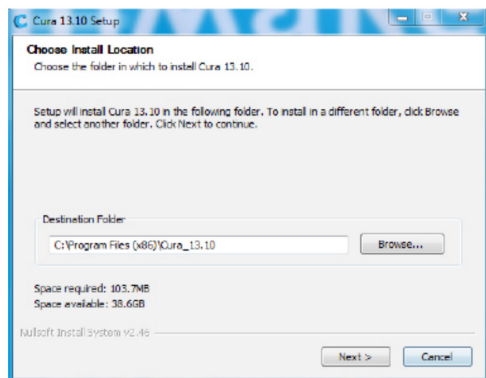 Cura 13.10 Setup
Choose Install Location
Choose the folder in which to install Cura 13.10.
Setup will install Cura 13.10 in the following folder. To install in a different folder, click Browse
and select another folder. Click Next to continue.
Destination Folder
C:\Program Files (x86)\Cura_13.10
Browse...
Space required: 103.7MB
Space available: 38.6GB
Nullsoft Install System v2.46
Next >
Cancel